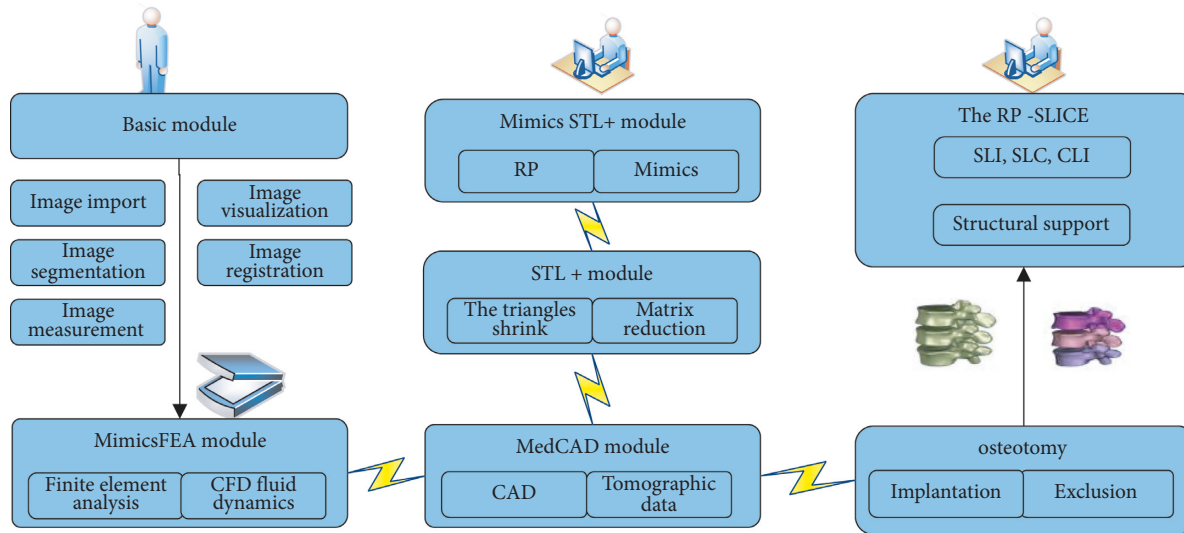 Basic module
Image import
Image
visualization
Image
segmentation
Image
registration
Image
measurement
MimicsFEA module
Finite element
analysis
CFD fluid
dynamics
Mimics STL+ module
RP
Mimics
STL + module
The triangles
shrink
Matrix
reduction
MedCAD module
CAD
Tomographic
data
The RP -SLICE
SLI, SLC, CLI
Structural support
osteotomy
Implantation
Exclusion